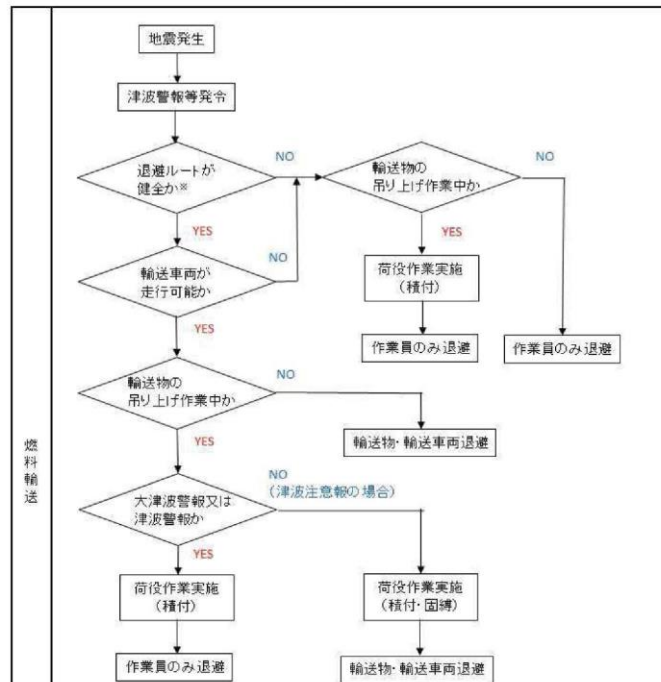 燃料輸送
地震発生
津波警報等発令
退避ルートが
健全か※
NO
YES
輸送物の
吊り上げ作業中か
NO
YES
荷役作業実施
(積付)
作業員のみ退避
作業員のみ退避
輸送車両が
走行可能か
NO
YES
輸送物の
吊り上げ作業中か
NO
YES
輸送物・輸送車両退避
大津波警報又は
津波警報か
NO
(津波注意報の場合)
YES
荷役作業実施
(積付)
作業員のみ退避
荷役作業実施
(積付・固縛)
輸送物・輸送車両退避